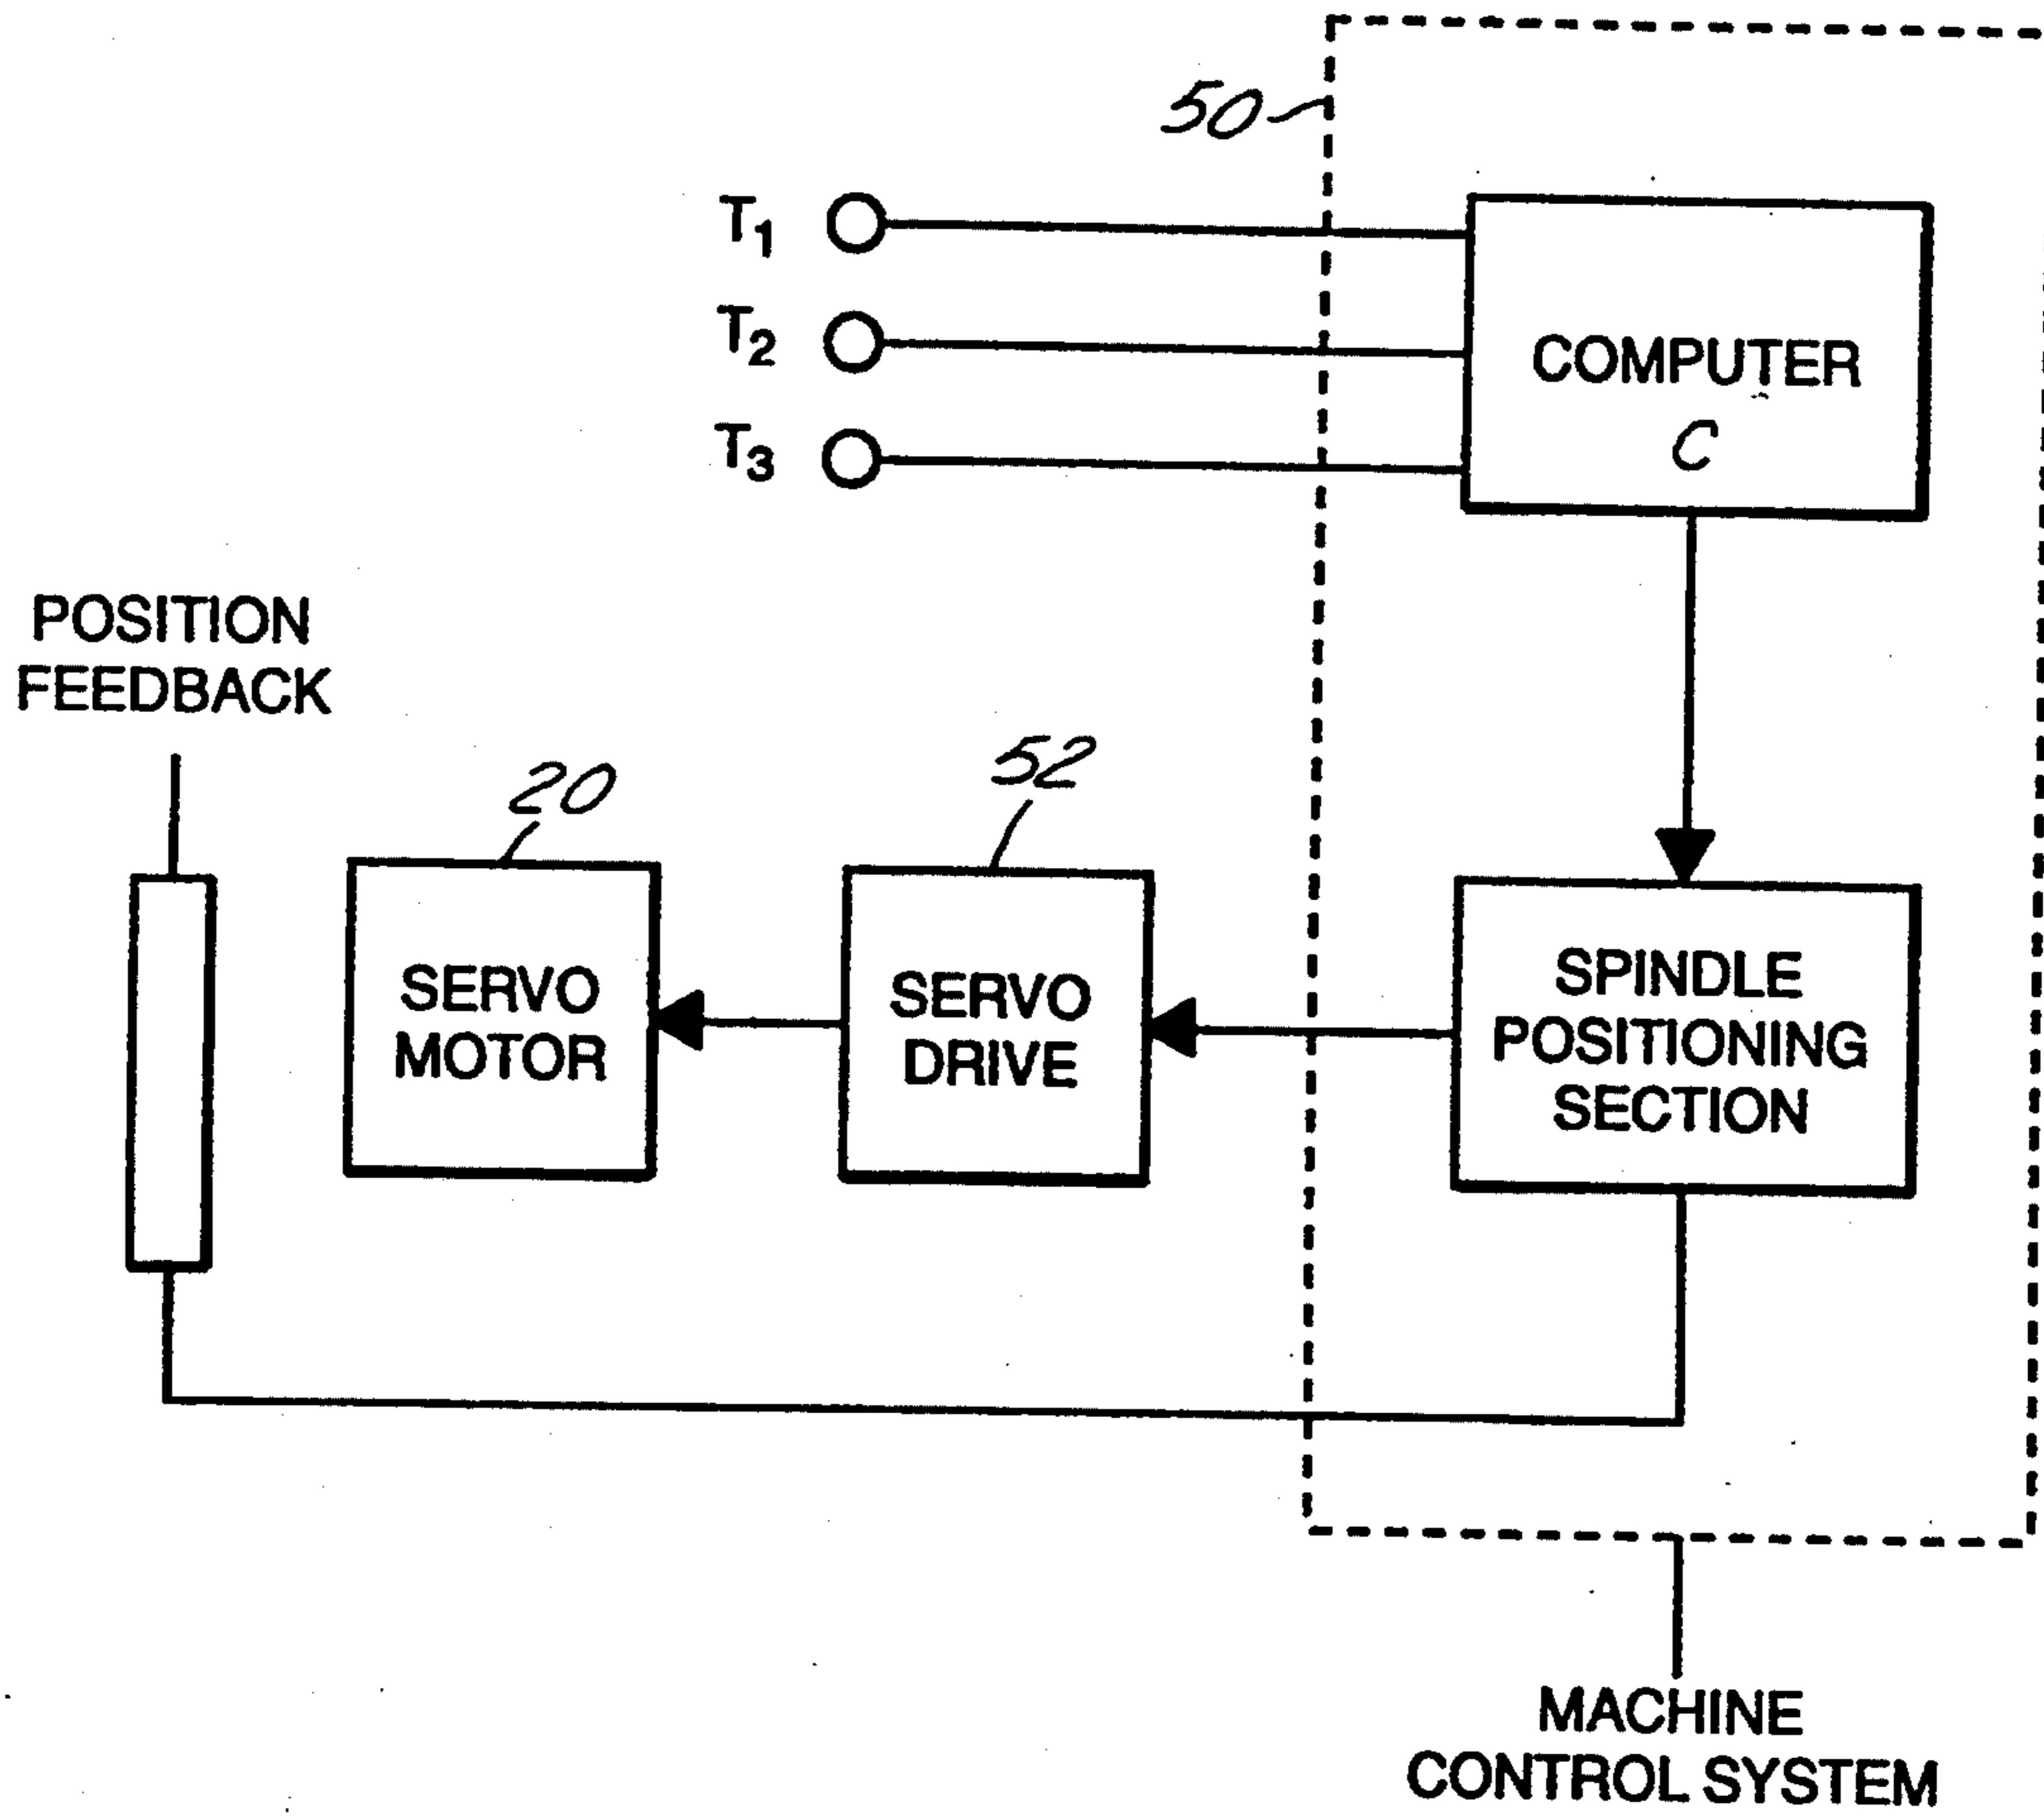 50
T1
T2
T3
COMPUTER
C
POSITION
FEEDBACK
20
52
SERVO
MOTOR
SERVO
DRIVE
SPINDLE
POSITIONING
SECTION
MACHINE
CONTROL SYSTEM